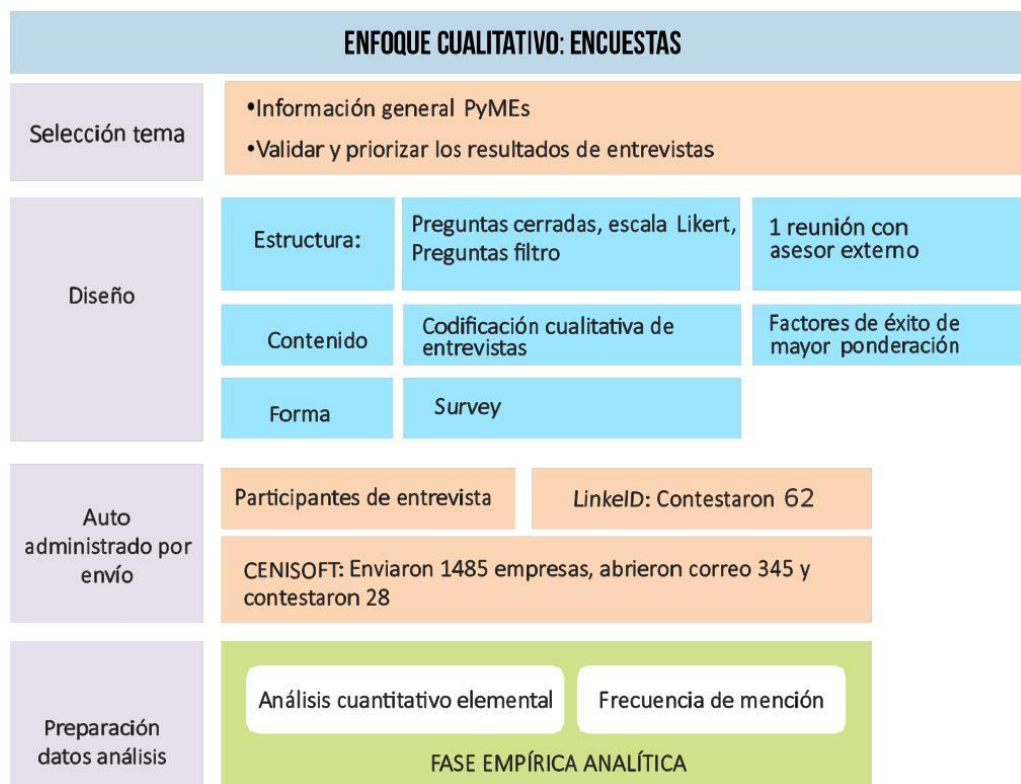 ENFOQUE CUALITATIVO: ENCUESTAS
Selección tema
•Información general PyMEs
•Validar y priorizar los resultados de entrevistas
Diseño
Estructura:
Preguntas cerradas, escala Likert,
Preguntas filtro
1 reunión con
asesor externo
Contenido
Codificación cualitativa de
entrevistas
Factores de éxito de
mayor ponderación
Forma
Survey
Auto
administrado por
envío
Participantes de entrevista
LinkeID: Contestaron 62
CENISOFT: Enviaron 1485 empresas, abrieron correo 345 y
contestaron 28
Preparación
datos análisis
Análisis cuantitativo elemental
Frecuencia de mención
FASE EMPÍRICA ANALÍTICA